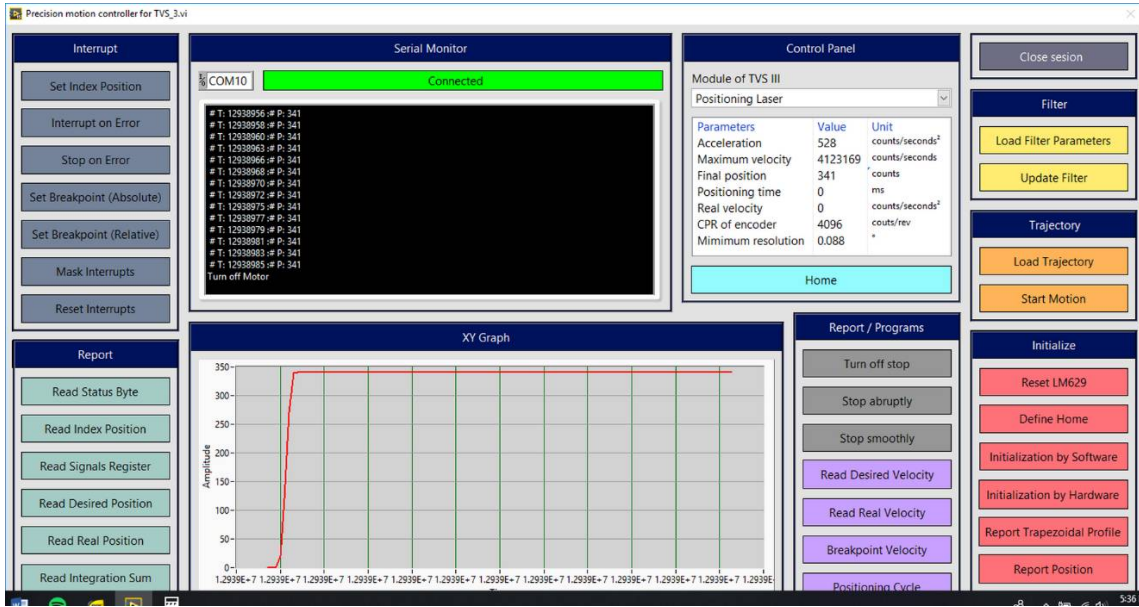 Precision motion controller for TVS_3.vi
Interrupt
Set Index Position
Interrupt on Error
Stop on Error
Set Breakpoint (Absolute)
Set Breakpoint (Relative)
Mask Interrupts
Reset Interrupts
Report
Read Status Byte
Read Index Position
Read Signals Register
Read Desired Position
Read Real Position
Read Integration Sum
Serial Monitor
COM10
Connected
# T: 12938956 ;# P: 341
# T: 12938958 ;# P: 341
# T: 12938960 ;# P: 341
# T: 12938963 ;# P: 341
# T: 12938966 ;# P: 341
# T: 12938968 ;# P: 341
# T: 12938970 ;# P: 341
# T: 12938972 ;# P: 341
# T: 12938975 ;# P: 341
# T: 12938977 ;# P: 341
# T: 12938979 ;# P: 341
# T: 12938981 ;# P: 341
# T: 12938983 ;# P: 341
# T: 12938985 ;# P: 341
Turn off Motor
XY Graph
Amplitude
350
300
250
200
150
100
50
0
1.2939E+7 1.2939E+7 1.2939E+7 1.2939E+7 1.2939E+7 1.2939E+7 1.2939E+7 1.2939E+7 1.2939E+7 1.2939E+7 1.2939E+7 1.2939E+7 1.2939E
Control Panel
Module of TVS III
Positioning Laser
Parameters Value Unit
Acceleration 528 counts/seconds²
Maximum velocity 4123169 counts/seconds
Final position 341 counts
Positioning time 0 ms
Real velocity 0 counts/seconds²
CPR of encoder 4096 couts/rev
Mimimum resolution 0.088 °
Home
Report / Programs
Turn off stop
Stop abruptly
Stop smoothly
Read Desired Velocity
Read Real Velocity
Breakpoint Velocity
Positioning Cycle
Close sesion
Filter
Load Filter Parameters
Update Filter
Trajectory
Load Trajectory
Start Motion
Initialize
Reset LM629
Define Home
Initialization by Software
Initialization by Hardware
Report Trapezoidal Profile
Report Position
5:36